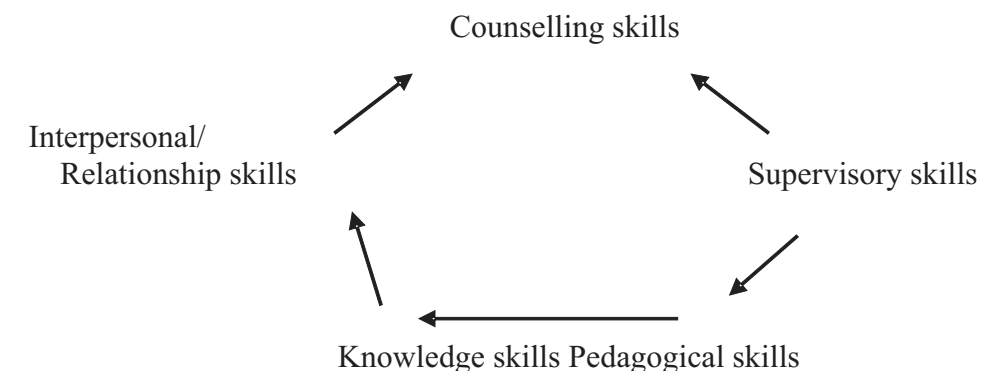 Counselling skills
Interpersonal/
Relationship skills
Supervisory skills
Knowledge skills Pedagogical skills